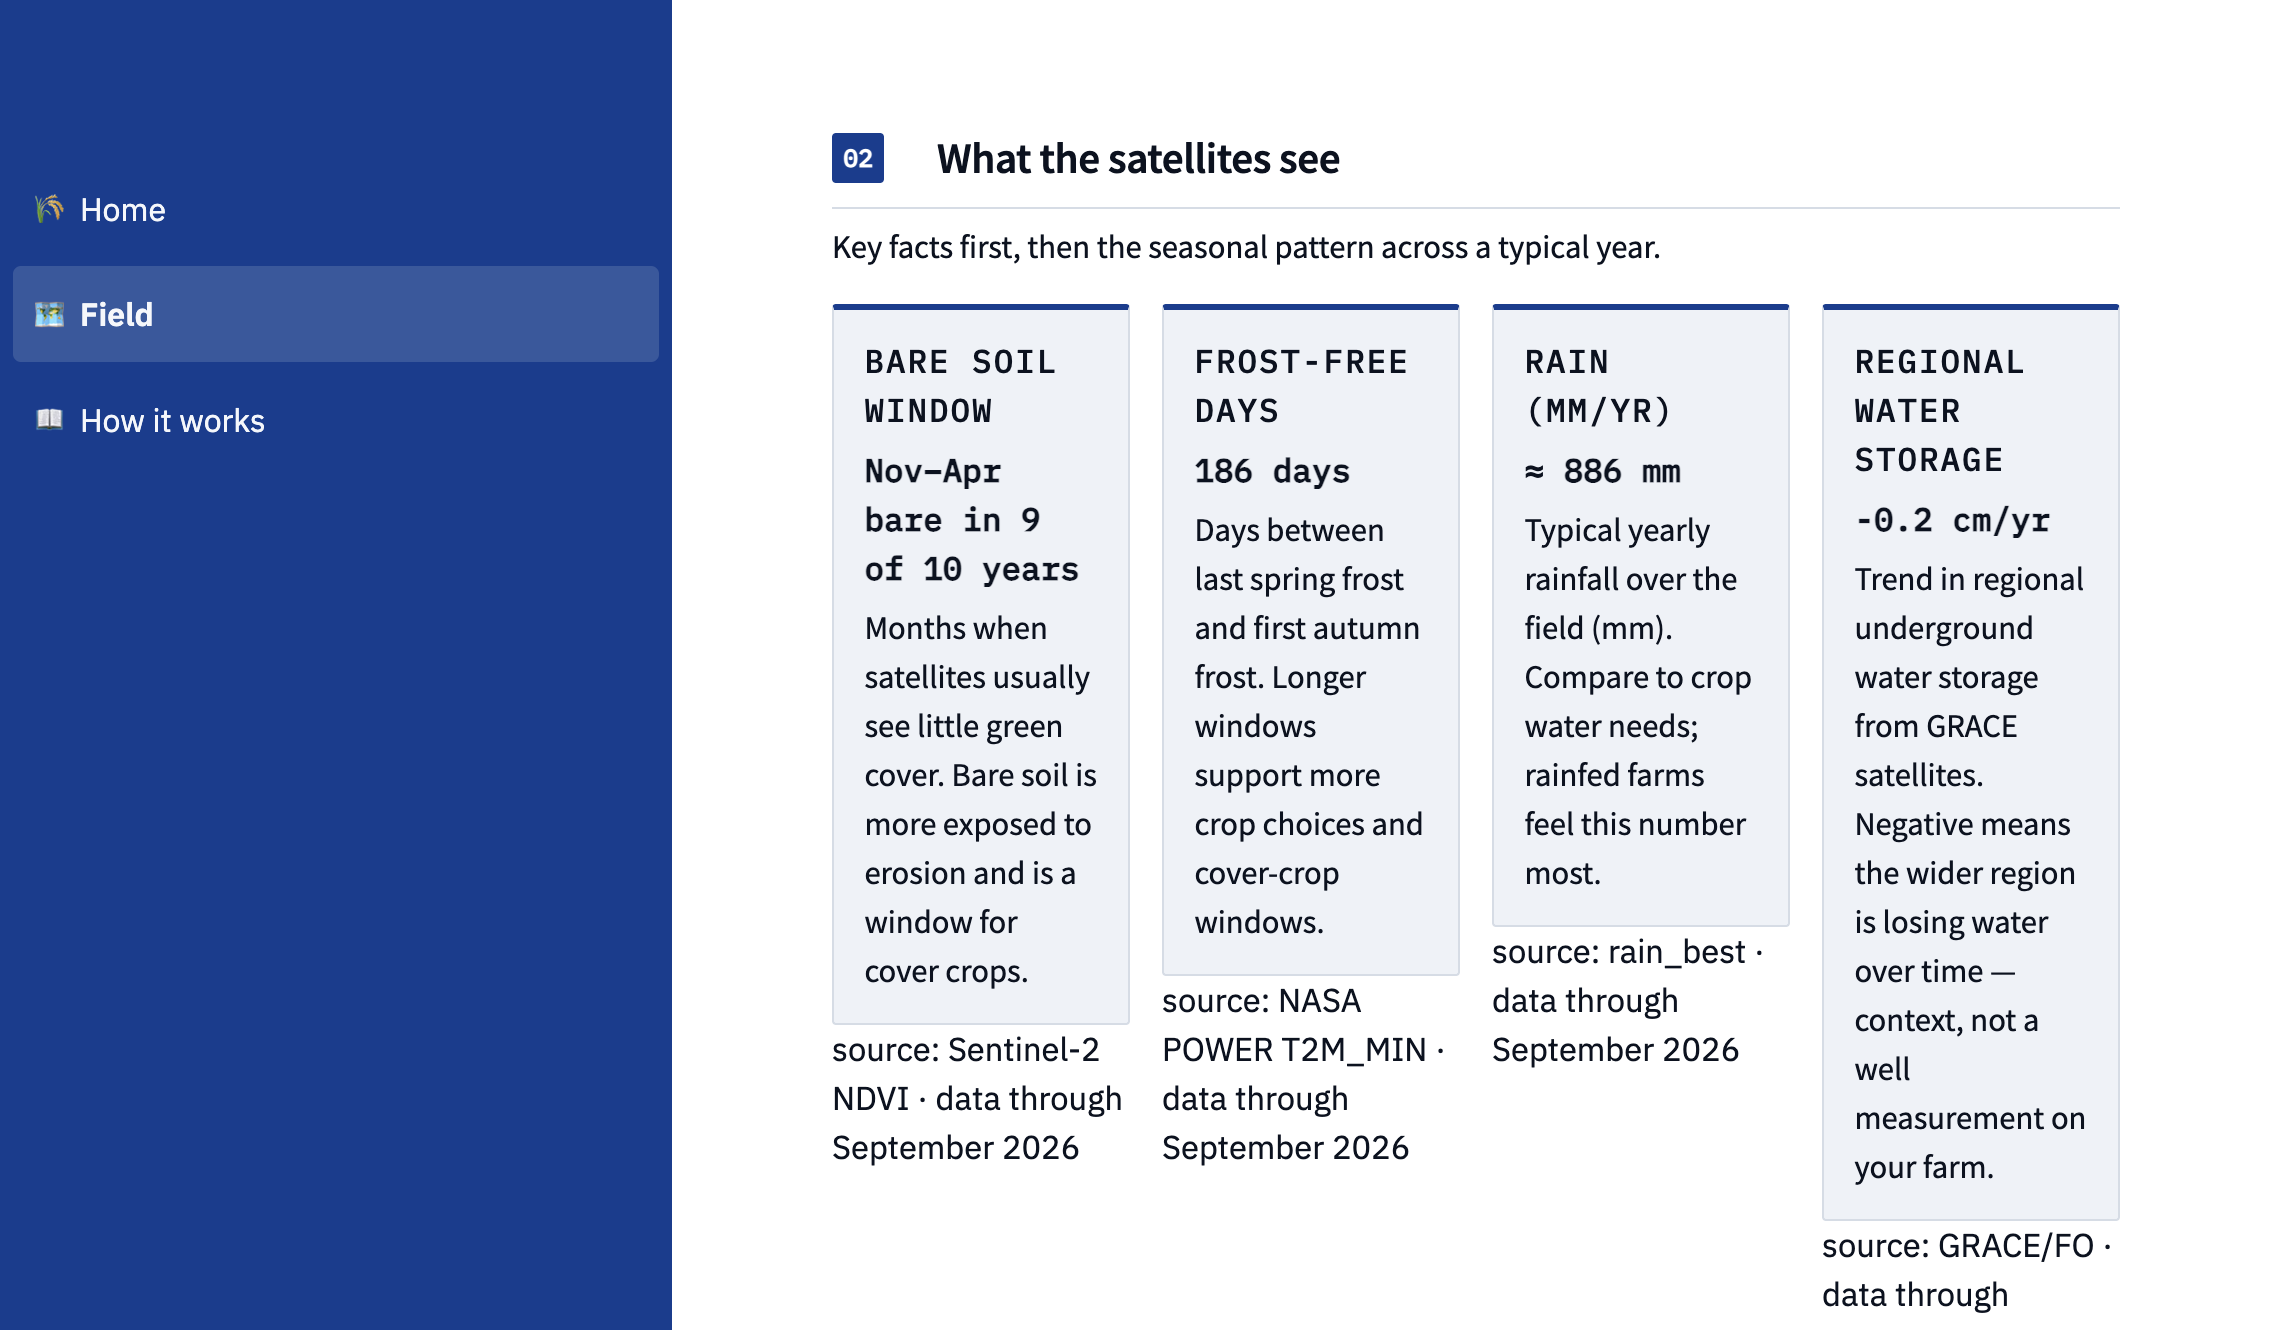 Home
Field
How it works
02
What the satellites see
Key facts first, then the seasonal pattern across a typical year.
BARE SOIL
WINDOW
Nov–Apr
bare in 9
of 10 years
Months when
satellites usually
see little green
cover. Bare soil is
more exposed to
erosion and is a
window for
cover crops.
source: Sentinel-2
NDVI · data through
September 2026
FROST-FREE
DAYS
186 days
Days between
last spring frost
and first autumn
frost. Longer
windows
support more
crop choices and
cover-crop
windows.
source: NASA
POWER T2M_MIN ·
data through
September 2026
RAIN
(MM/YR)
≈ 886 mm
Typical yearly
rainfall over the
field (mm).
Compare to crop
water needs;
rainfed farms
feel this number
most.
source: rain_best ·
data through
September 2026
REGIONAL
WATER
STORAGE
-0.2 cm/yr
Trend in regional
underground
water storage
from GRACE
satellites.
Negative means
the wider region
is losing water
over time —
context, not a
well
measurement on
your farm.
source: GRACE/FO ·
data through